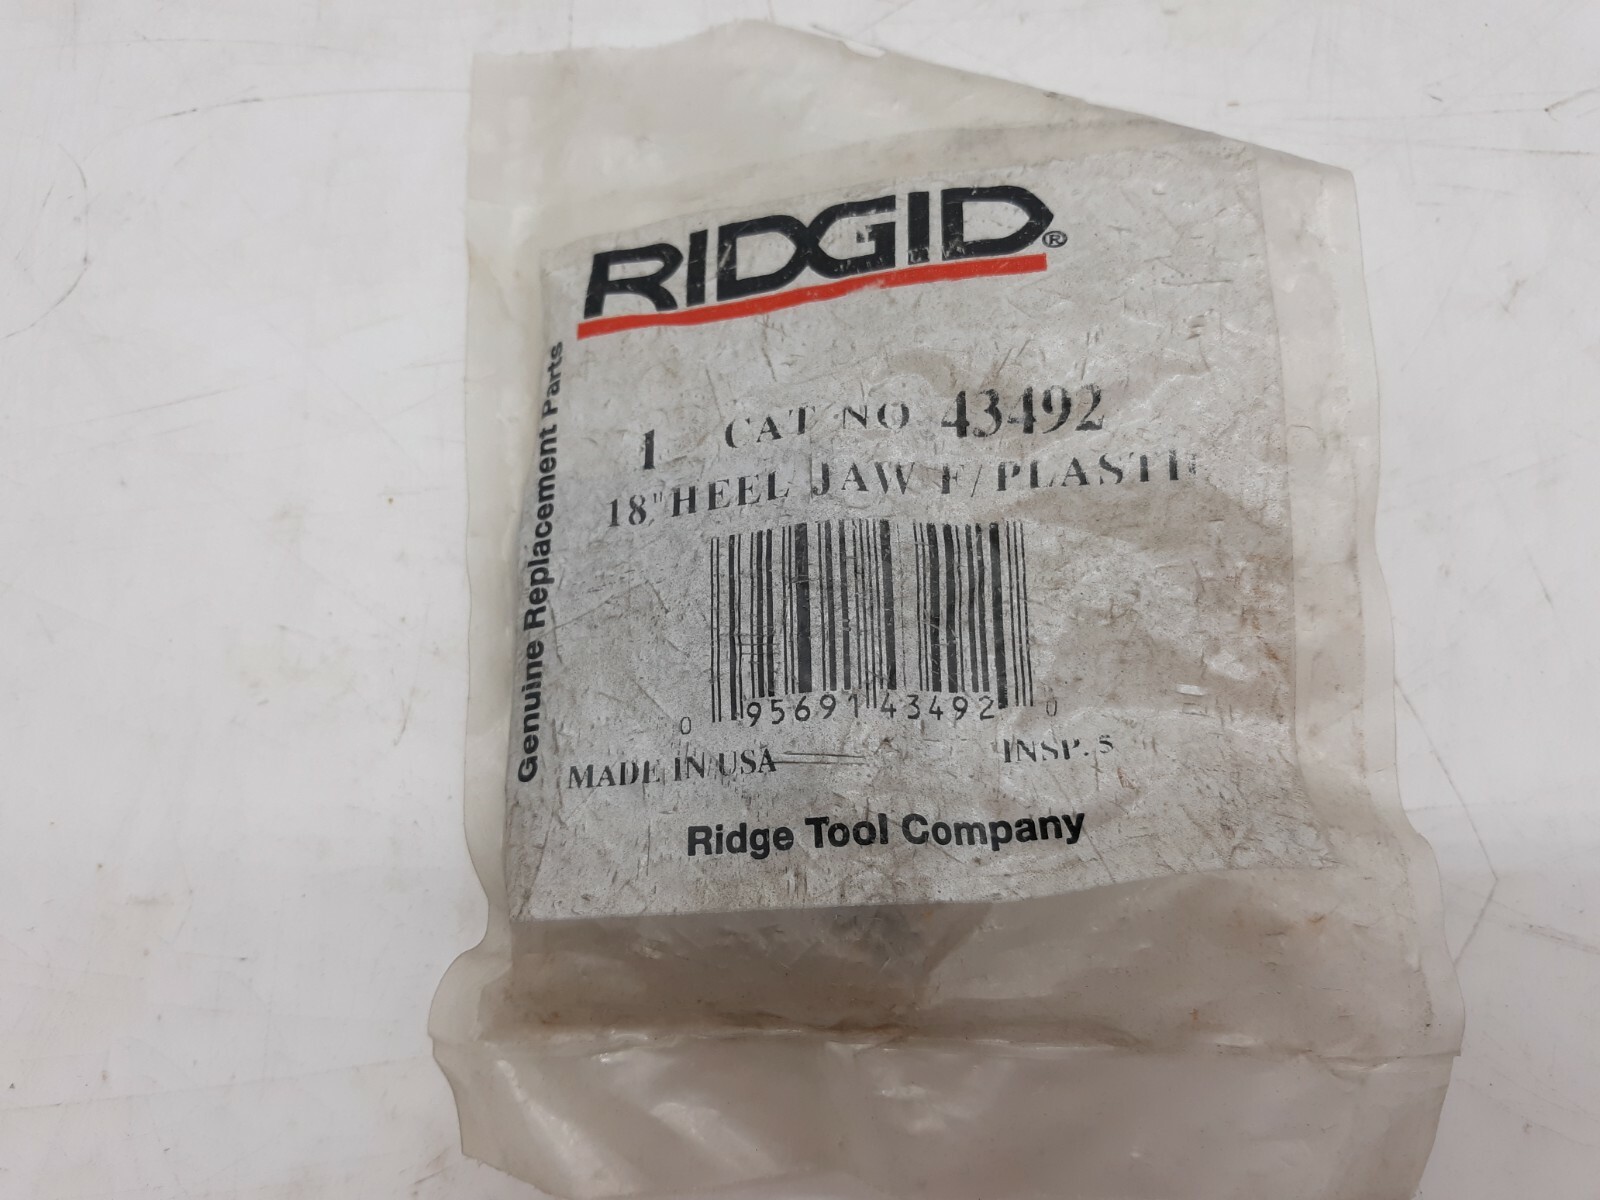 RIDGID®
Genuine Replacement Parts
1 CAT NO 43492
18" HEEL JAW F/PLASTI
0 95691 43492 0
MADE IN USA INSP. 5
Ridge Tool Company